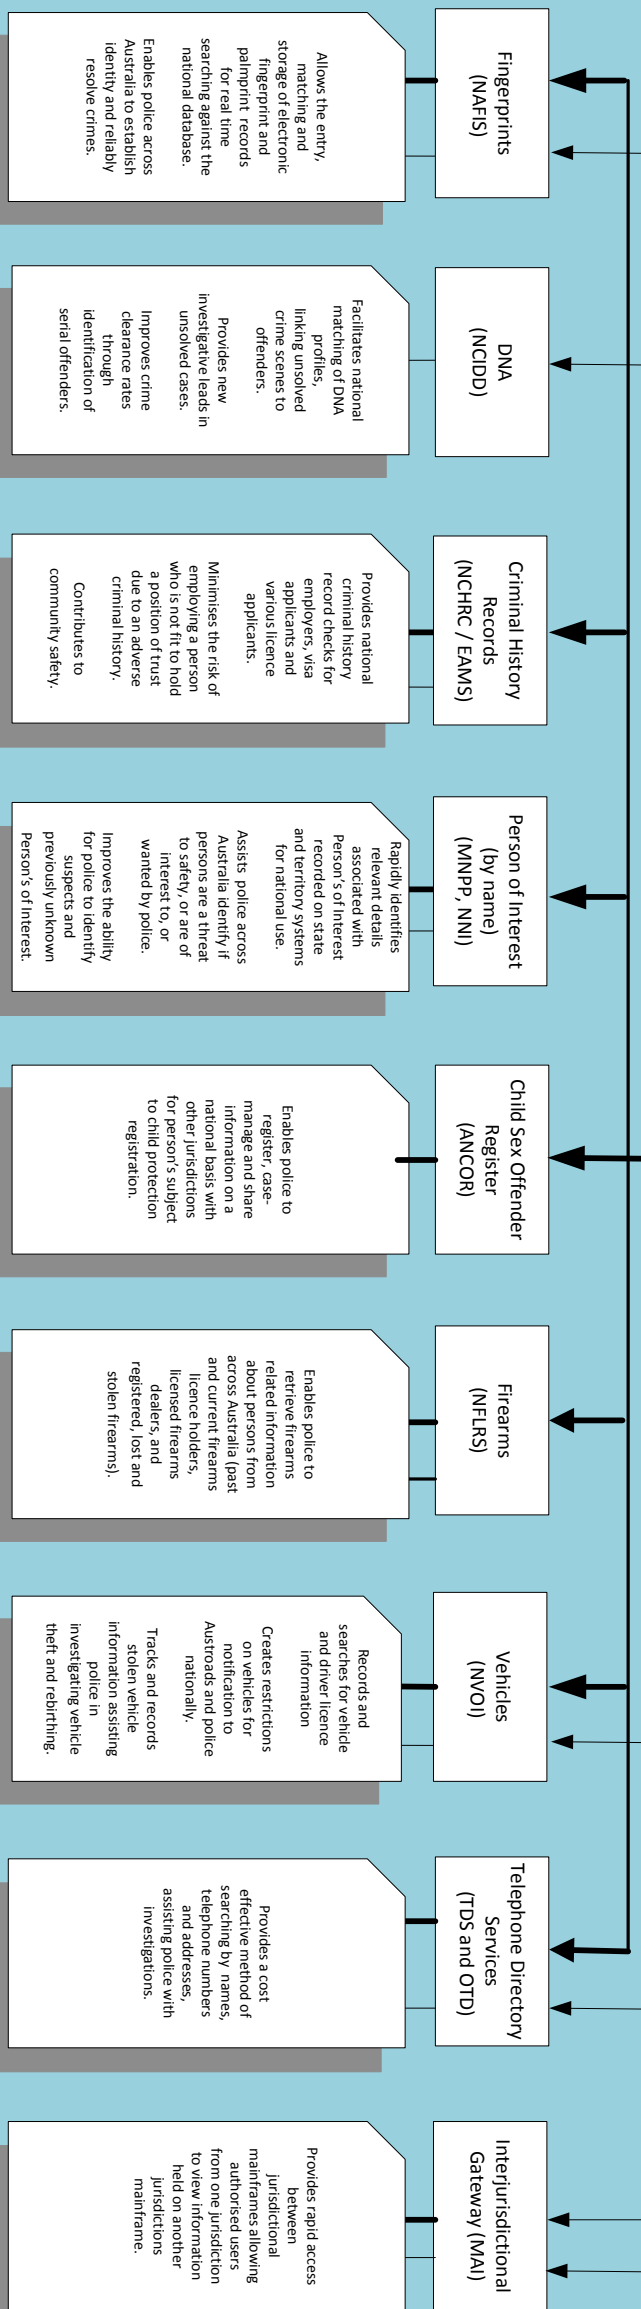 Fingerprints
(NAFIS)
Allows the entry,
matching and
storage of electronic
fingerprint and
palmprint records
for real time
searching against the
national database.
Enables police across
Australia to establish
identity and reliably
resolve crimes.
DNA
(NCIDD)
Facilitates national
matching of DNA
profiles,
linking unsolved
crime scenes to
offenders.
Provides new
investigative leads in
unsolved cases.
Improves crime
clearance rates
through
identification of
serial offenders.
Criminal History
Records
(NCHRC / EAMS)
Provides national
criminal history
record checks for
employers, visa
applicants and
various licence
applicants.
Minimises the risk of
employing a person
who is not fit to hold
a position of trust
due to an adverse
criminal history.
Contributes to
community safety.
Person of Interest
(by name)
(MNPP, NNI)
Rapidly identifies
relevant details
associated with
Person's of Interest
recorded on state
and territory systems
for national use.
Assists police across
Australia identify if
persons are a threat
to safety, or are of
interest to, or
wanted by police.
Improves the ability
for police to identify
suspects and
previously unknown
Person's of Interest.
Child Sex Offender
Register
(ANCOR)
Enables police to
register, case-
manage and share
information on a
national basis with
other jurisdictions
for person's subject
to child protection
registration.
Firearms
(NFLRS)
Enables police to
retrieve firearms
related information
about persons from
across Australia (past
and current firearms
licence holders,
licensed firearms
dealers, and
registered, lost and
stolen firearms).
Vehicles
(NVOI)
Records and
searches for vehicle
and driver licence
information
Creates restrictions
on vehicles for
notification to
Austroads and police
nationally.
Tracks and records
stolen vehicle
information assisting
police in
investigating vehicle
theft and rebirthing.
Telephone Directory
Services
(TDS and OTD)
Provides a cost
effective method of
searching by names,
telephone numbers
and addresses,
assisting police with
investigations.
Interjurisdictional
Gateway (MAI)
Provides rapid access
between
jurisdictional
mainframes allowing
authorised users
from one jurisdiction
to view information
held on another
jurisdictions
mainframe.